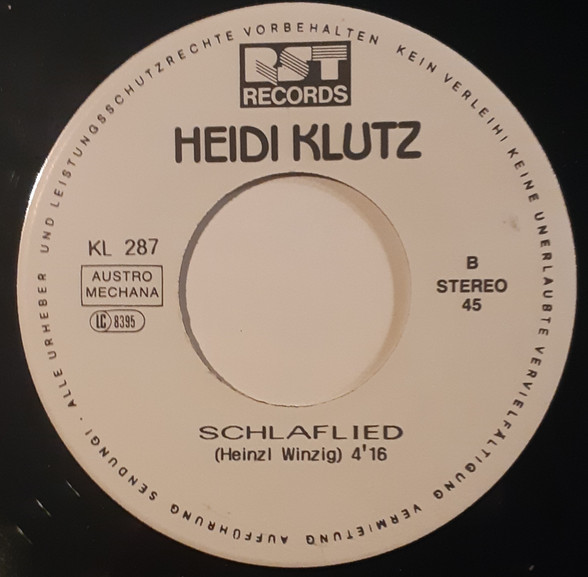 ALLE URHEBER UND LEISTUNGSSCHUTZRECHTE VORBEHALTEN KEIN VERLEIH! KEINE UNERLAUBTE VERVIELFÄLTIGUNG VERMIETUNG AUFFÜHRUNG SENDUNG! ·
RST
RECORDS
HEIDI KLUTZ
KL 287
AUSTRO
MECHANA
LC 8395
B
STEREO
45
SCHLAFLIED
(Heinzl Winzig) 4'16